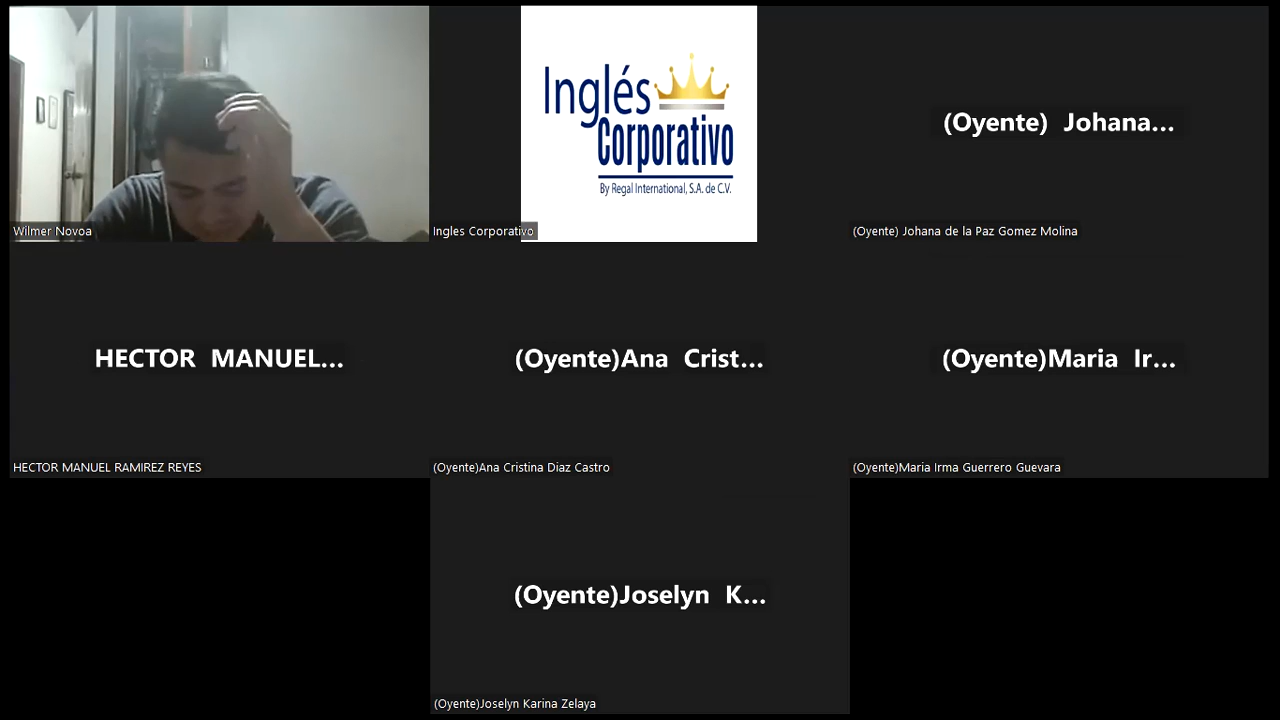 Inglés
Corporativo
By Regal International, S.A. de C.V.
(Oyente) Johana...
Wilmer Novoa
Ingles Corporativo
(Oyente) Johana de la Paz Gomez Molina
HECTOR MANUEL...
(Oyente)Ana Crist...
(Oyente)Maria Ir...
HECTOR MANUEL RAMIREZ REYES
(Oyente)Ana Cristina Diaz Castro
(Oyente)Maria Irma Guerrero Guevara
(Oyente)Joselyn K...
(Oyente)Joselyn Karina Zelaya